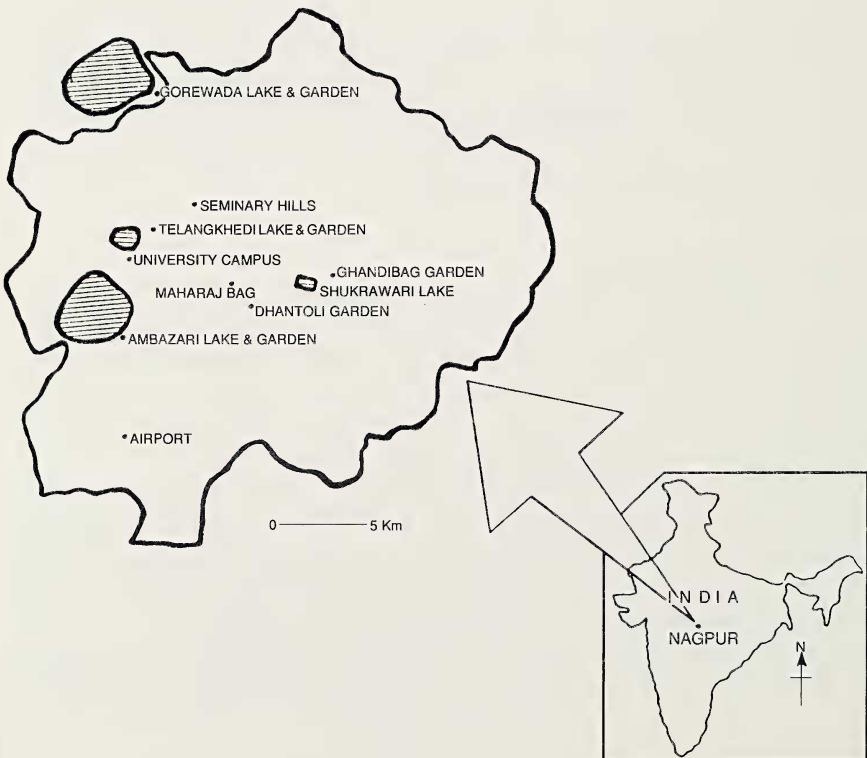 GOREWADA LAKE & GARDEN
SEMINARY HILLS
TELANGKHEDI LAKE & GARDEN
UNIVERSITY CAMPUS
GHANDIBAG GARDEN
MAHARAJ BAG
SHUKRAWARI LAKE
DHANTOLI GARDEN
AMBAZARI LAKE & GARDEN
AIRPORT
0 5 Km
INDIA
NAGPUR
N